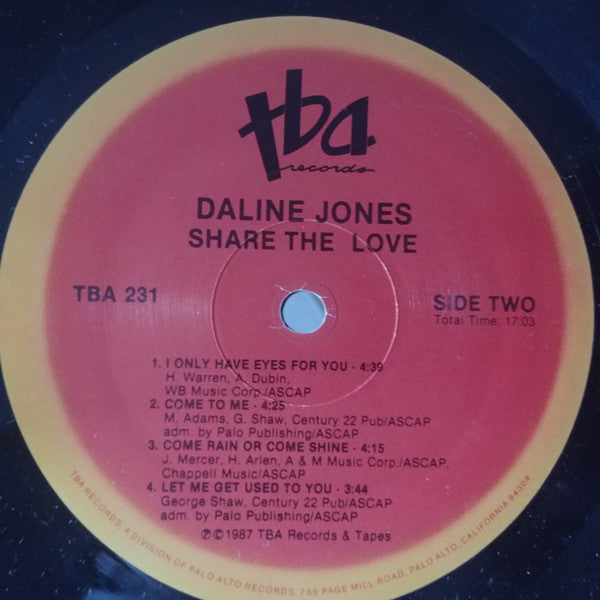 tba
records
DALINE JONES
SHARE THE LOVE
TBA 231
SIDE TWO
Total Time: 17:03
1. I ONLY HAVE EYES FOR YOU · 4:39
H. Warren, A. Dubin,
WB Music Corp./ASCAP
2. COME TO ME · 4:25
M. Adams, G. Shaw, Century 22 Pub/ASCAP
adm. by Palo Publishing/ASCAP
3. COME RAIN OR COME SHINE · 4:15
J. Mercer, H. Arlen, A & M Music Corp./ASCAP,
Chappell Music/ASCAP
4. LET ME GET USED TO YOU · 3:44
George Shaw, Century 22 Pub/ASCAP
adm. by Palo Publishing/ASCAP
℗©1987 TBA Records & Tapes
TBA RECORDS, A DIVISION OF PALO ALTO RECORDS, 755 PAGE MILL ROAD, PALO ALTO, CALIFORNIA 94304